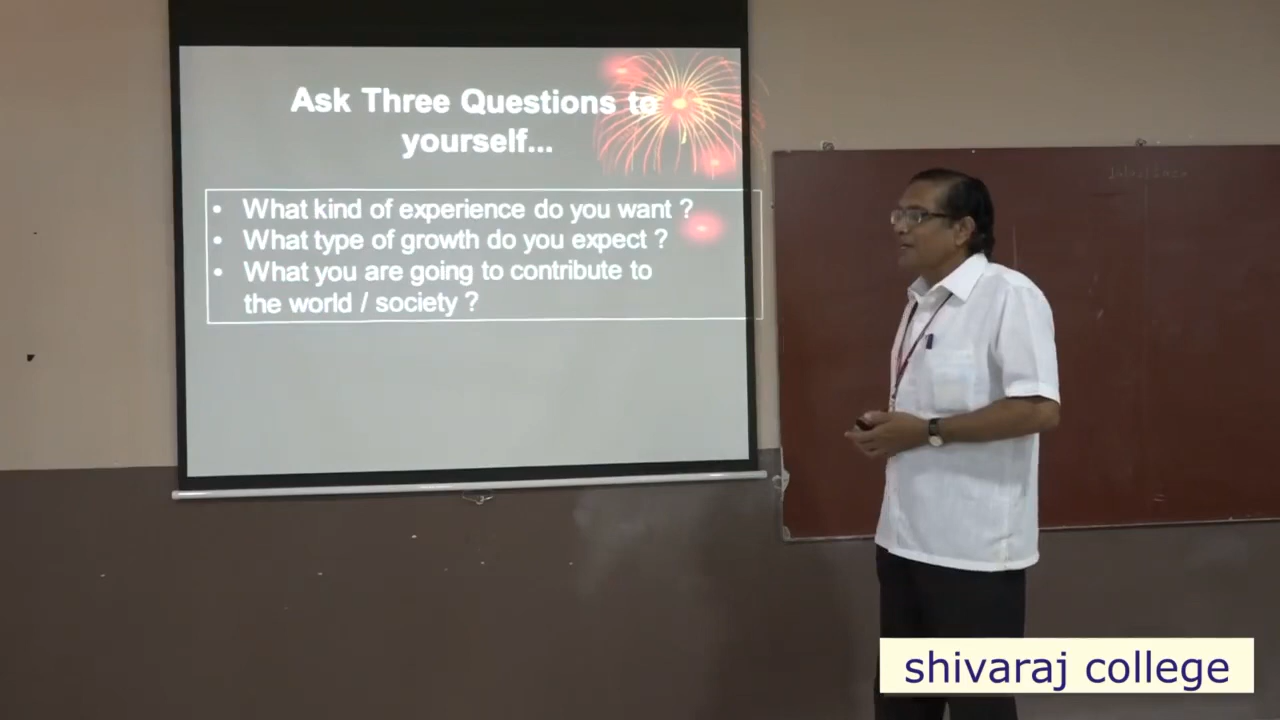 Ask Three Questions to
yourself...
• What kind of experience do you want ?
• What type of growth do you expect ?
• What you are going to contribute to
the world / society ?
shivaraj college